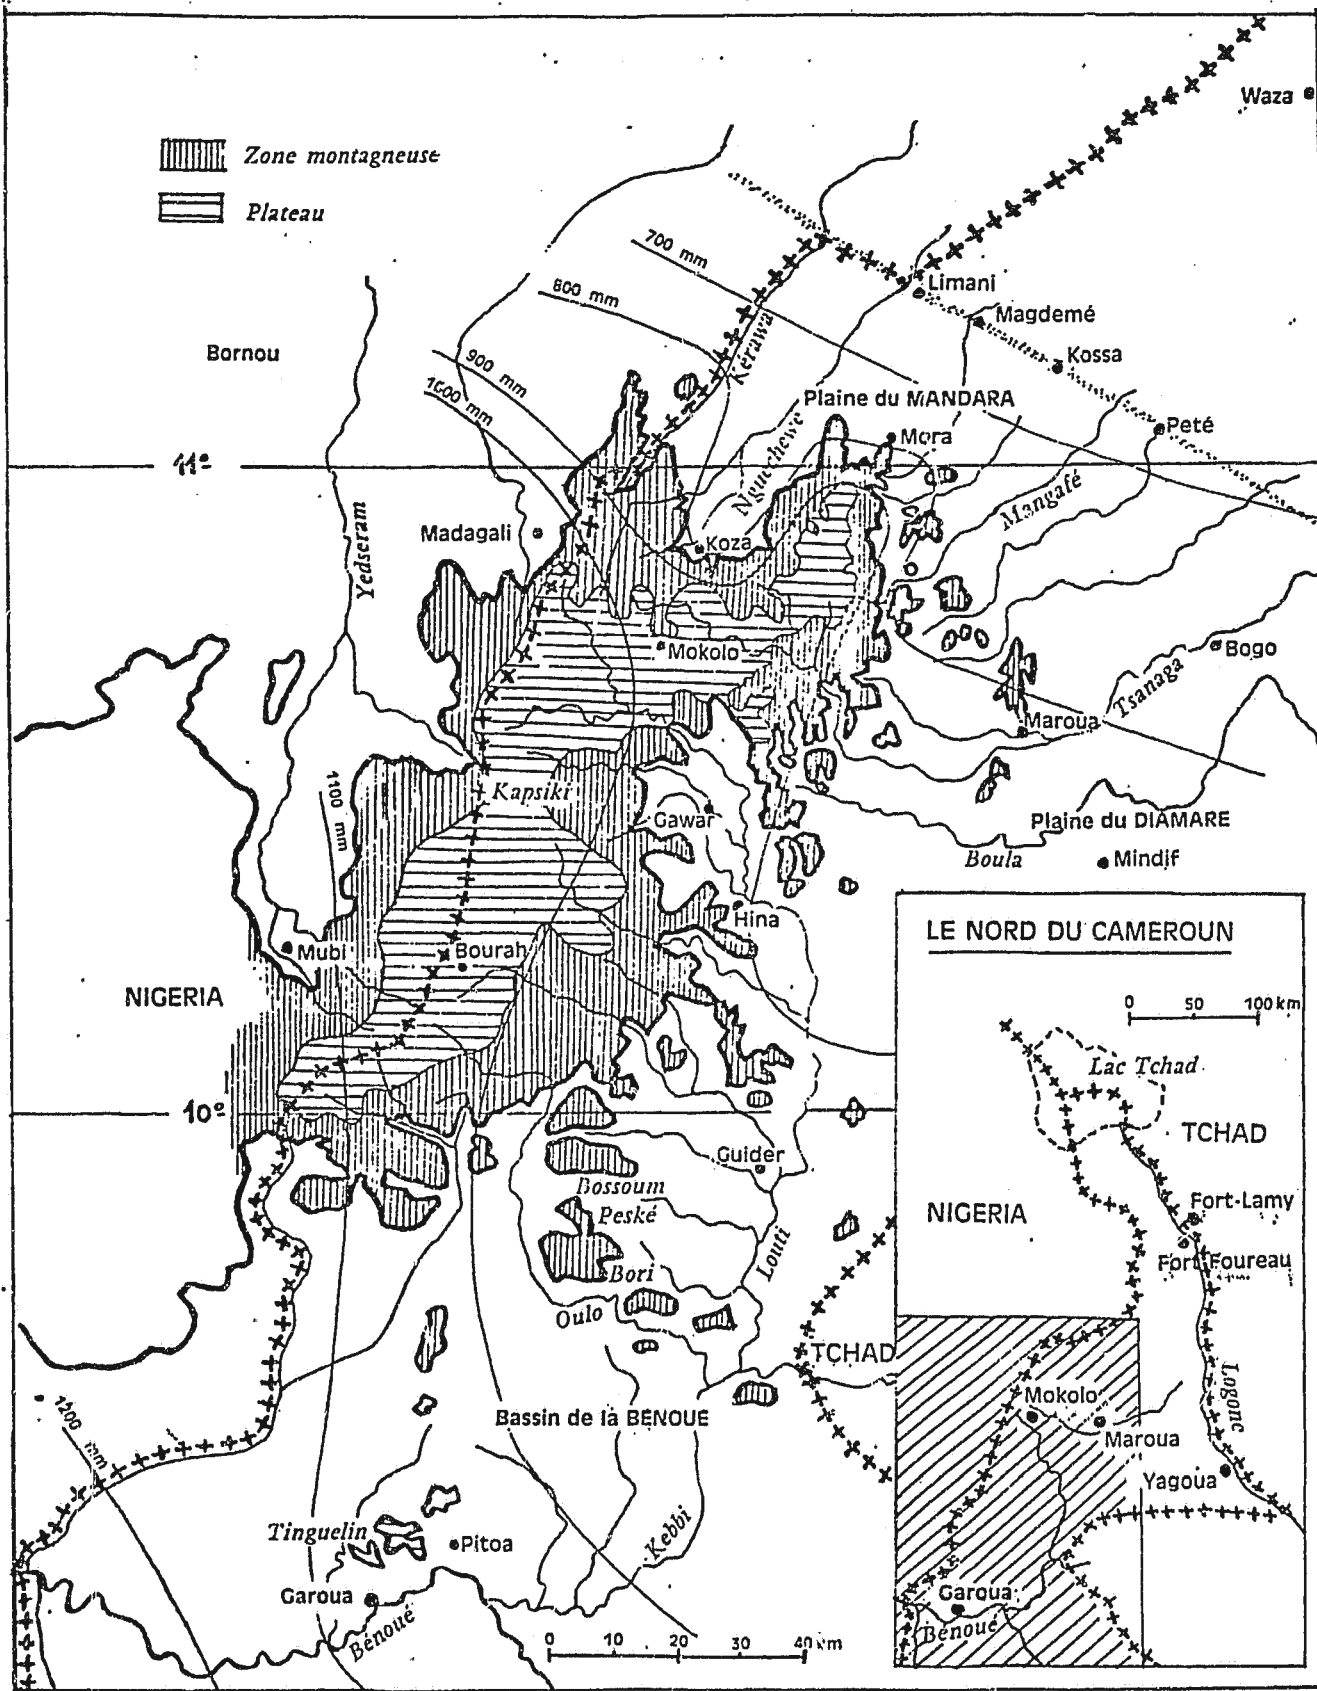 Waza
Zone montagneuse
Plateau
700 mm
800 mm
Limani
Magdemé
Kossa
Bornou
900 mm
1000 mm
Kérawa
Plaine du MANDARA
Peté
Mora
11°
Nguechewe
Mangafé
Yedseram
Madagali
Koza
Mokolo
Bogo
Tsanaga
Maroua
1100 mm
Kapsiki
Gawar
Plaine du DIAMARE
Boula
Mindif
Hina
LE NORD DU CAMEROUN
Mubi
Bourah
NIGERIA
0 50 100 km
Lac Tchad
10°
TCHAD
Guider
Bossoum
Peské
NIGERIA
Fort-Lamy
Louti
Fort Foureau
Bori
Oulo
TCHAD
Logone
Mokolo
1200 mm
Bassin de la BENOUE
Maroua
Yagoua
Tinguelin
Pitoa
Kebbi
Garoua
Garoua
Bénoué
Bénoué
0 10 20 30 40 km